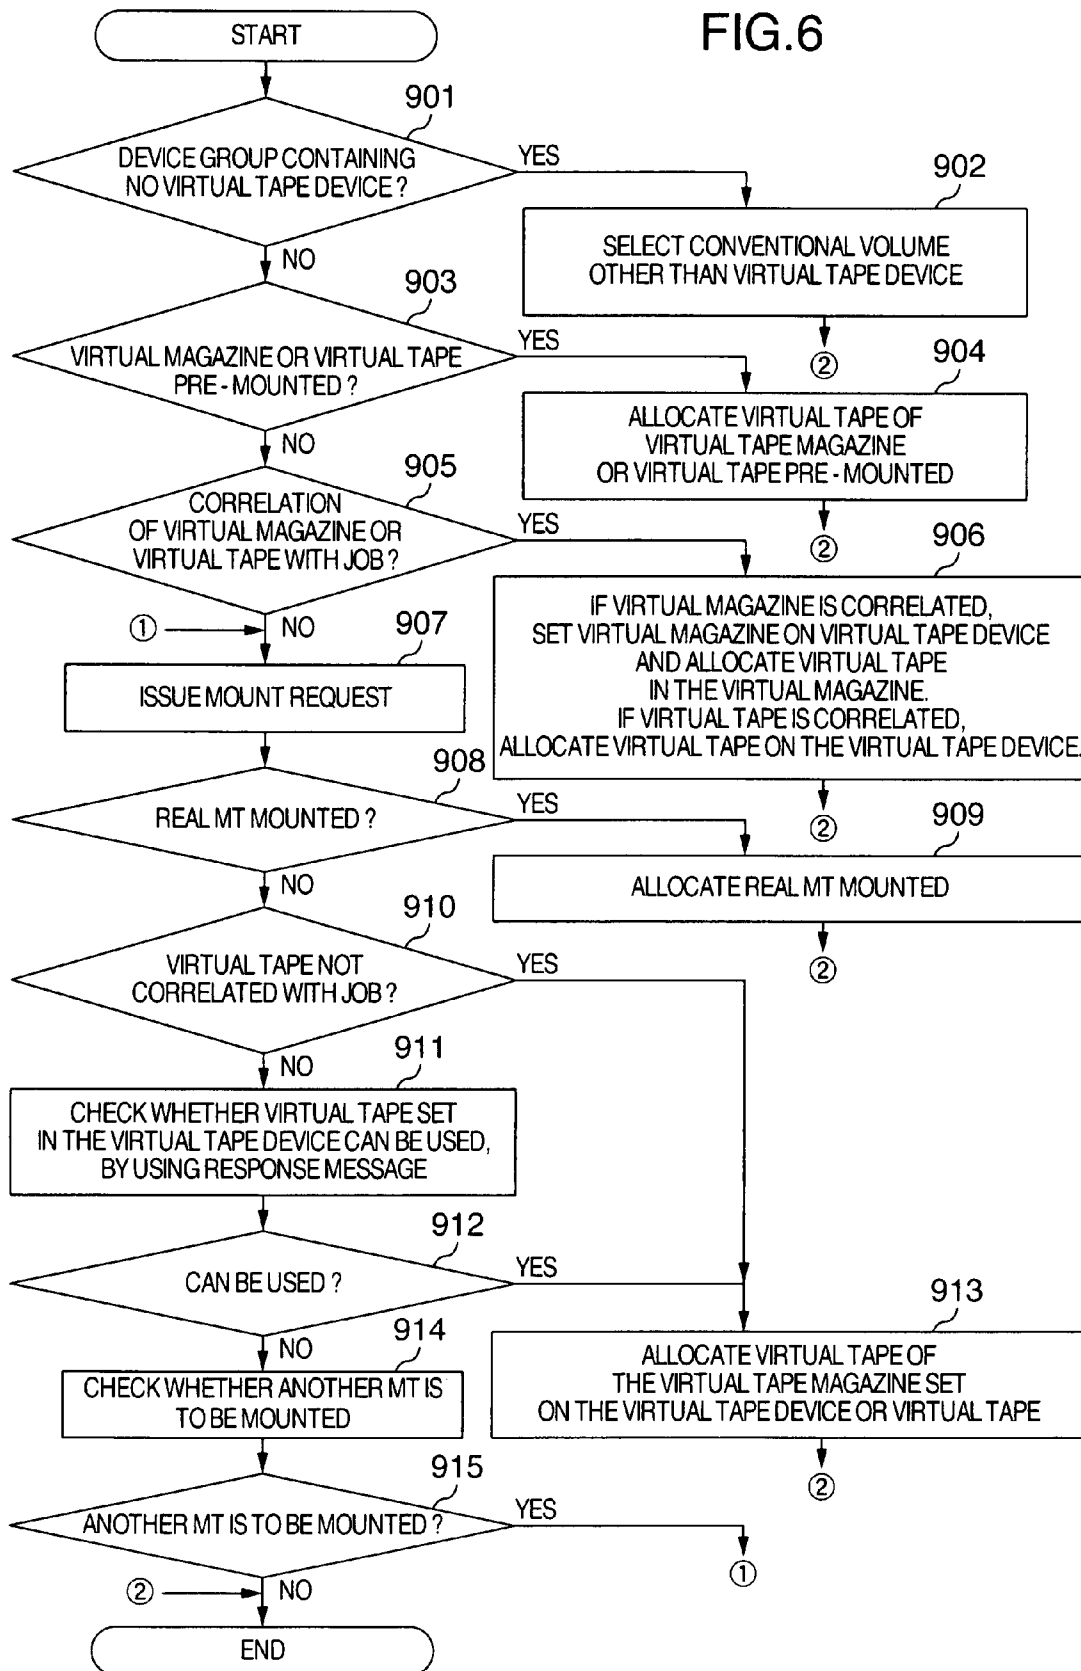 FIG.6
START
901
DEVICE GROUP CONTAINING
NO VIRTUAL TAPE DEVICE ?
YES
NO
902
SELECT CONVENTIONAL VOLUME
OTHER THAN VIRTUAL TAPE DEVICE
②
903
VIRTUAL MAGAZINE OR VIRTUAL TAPE
PRE - MOUNTED ?
YES
NO
904
ALLOCATE VIRTUAL TAPE OF
VIRTUAL TAPE MAGAZINE
OR VIRTUAL TAPE PRE - MOUNTED
②
905
CORRELATION
OF VIRTUAL MAGAZINE OR
VIRTUAL TAPE WITH JOB ?
YES
NO
906
IF VIRTUAL MAGAZINE IS CORRELATED,
SET VIRTUAL MAGAZINE ON VIRTUAL TAPE DEVICE
AND ALLOCATE VIRTUAL TAPE
IN THE VIRTUAL MAGAZINE.
IF VIRTUAL TAPE IS CORRELATED,
ALLOCATE VIRTUAL TAPE ON THE VIRTUAL TAPE DEVICE.
②
①
907
ISSUE MOUNT REQUEST
908
REAL MT MOUNTED ?
YES
NO
909
ALLOCATE REAL MT MOUNTED
②
910
VIRTUAL TAPE NOT
CORRELATED WITH JOB ?
YES
NO
911
CHECK WHETHER VIRTUAL TAPE SET
IN THE VIRTUAL TAPE DEVICE CAN BE USED,
BY USING RESPONSE MESSAGE
912
CAN BE USED ?
YES
NO
913
ALLOCATE VIRTUAL TAPE OF
THE VIRTUAL TAPE MAGAZINE SET
ON THE VIRTUAL TAPE DEVICE OR VIRTUAL TAPE
②
914
CHECK WHETHER ANOTHER MT IS
TO BE MOUNTED
915
ANOTHER MT IS TO BE MOUNTED ?
YES
①
NO
②
END